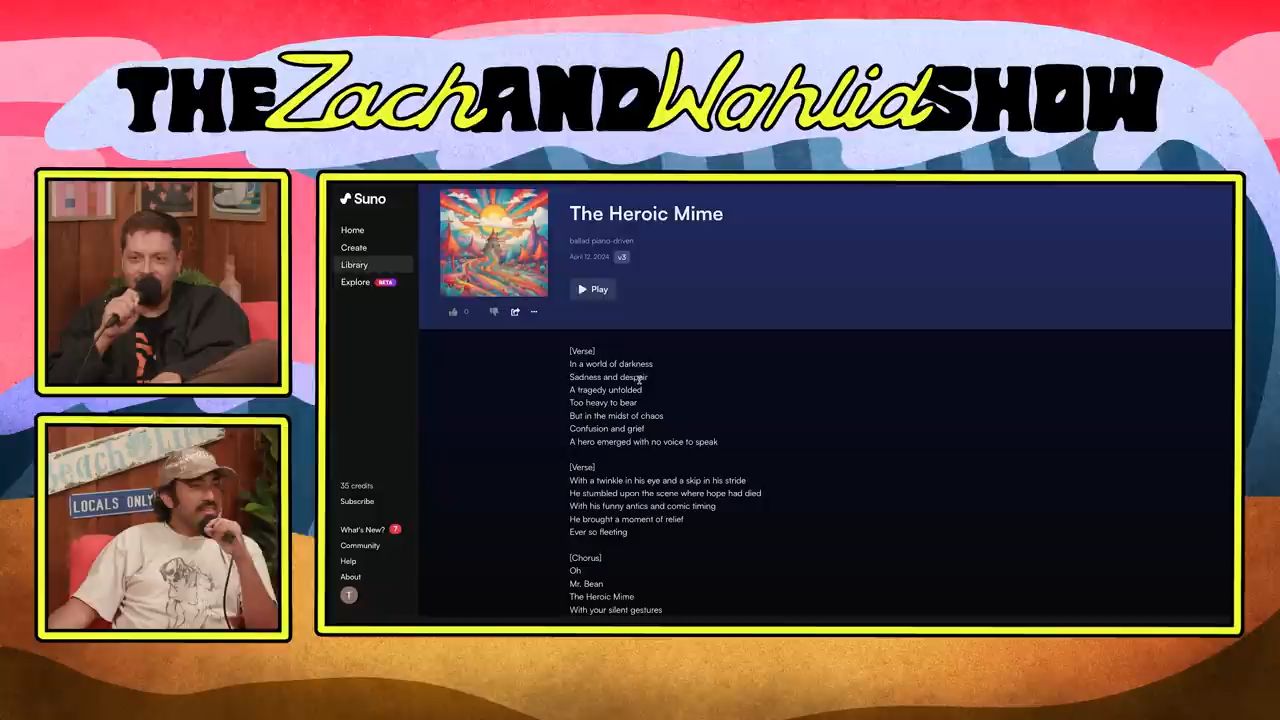 THE Zach AND Wahlid SHOW
Beach
LOCALS ONLY
Suno
Home
Create
Library
Explore BETA
35 credits
Subscribe
What's New? 7
Community
Help
About
T
The Heroic Mime
ballad piano-driven
April 12, 2024 v3
Play
0
[Verse]
In a world of darkness
Sadness and despair
A tragedy unfolded
Too heavy to bear
But in the midst of chaos
Confusion and grief
A hero emerged with no voice to speak
[Verse]
With a twinkle in his eye and a skip in his stride
He stumbled upon the scene where hope had died
With his funny antics and comic timing
He brought a moment of relief
Ever so fleeting
[Chorus]
Oh
Mr. Bean
The Heroic Mime
With your silent gestures